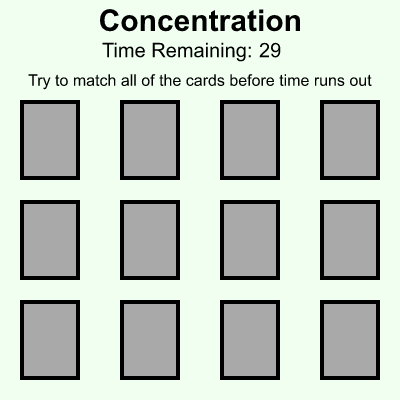 Concentration
Time Remaining: 29
Try to match all of the cards before time runs out